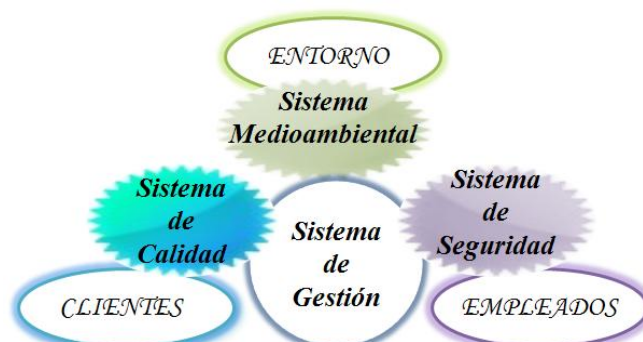 ENTORNO
Sistema
Medioambiental
Sistema
de
Calidad
Sistema
de
Seguridad
Sistema
de
Gestión
CLIENTES
EMPLEADOS